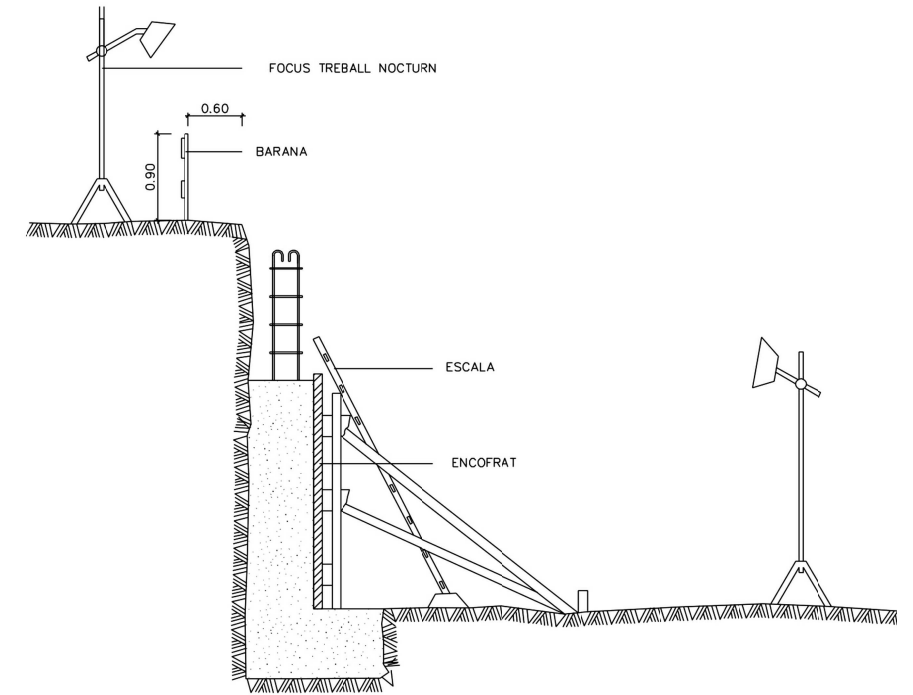 FOCUS TREBALL NOCTURN
0.60
BARANA
0.90
ESCALA
ENCOFRAT